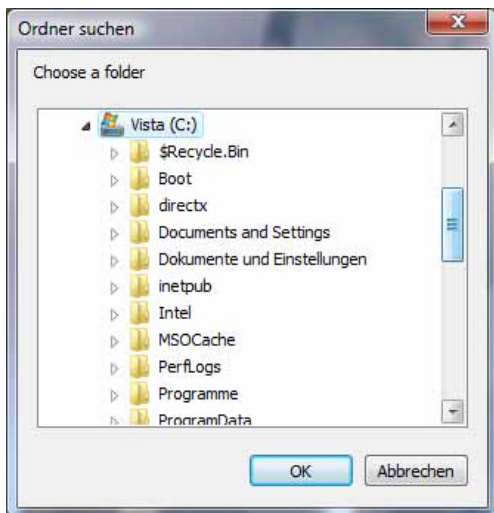 Ordner suchen
Choose a folder
Vista (C:)
$Recycle.Bin
Boot
directx
Documents and Settings
Dokumente und Einstellungen
inetpub
Intel
MSOCache
PerfLogs
Programme
ProgramData
OK
Abbrechen